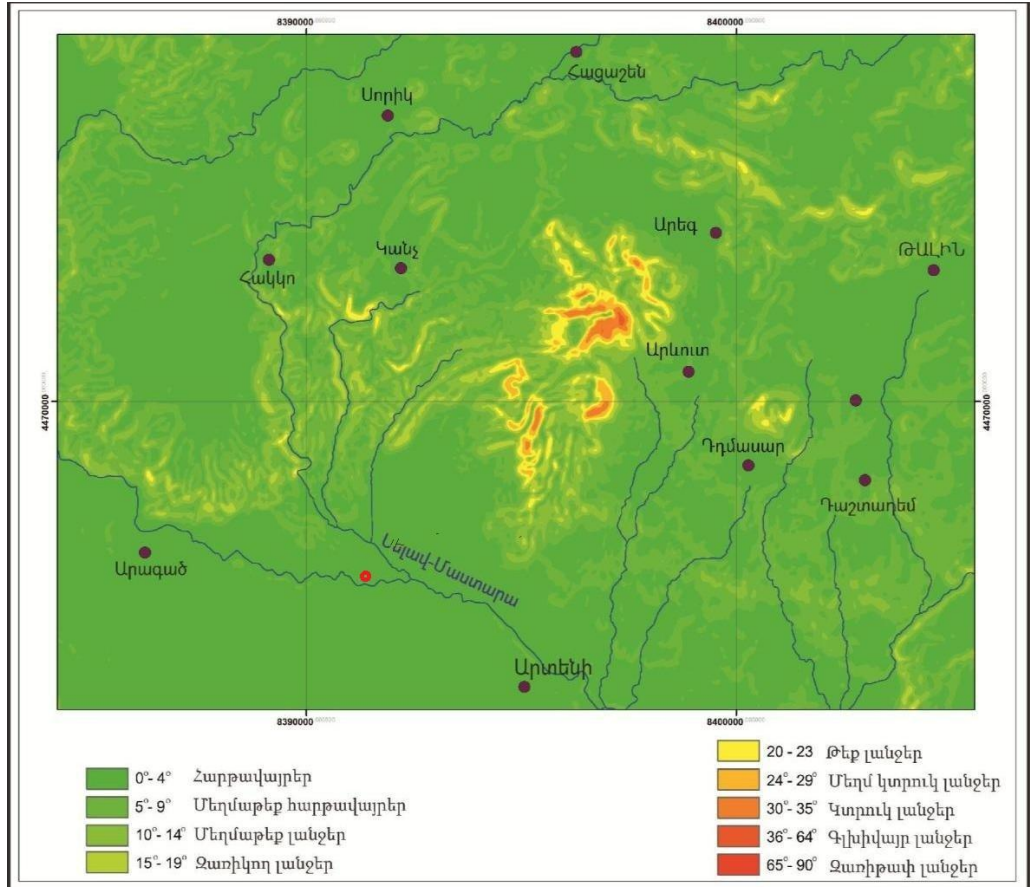 8390000
8400000
Հացաշեն
Սորիկ
Արեգ
Կանչ
ԹԱԼԻՆ
Հակկո
Արևուտ
4470000
4470000
Դդմասար
Դաշտադեմ
Սելավ-Մաստարա
Արագած
Արտենի
8390000
8400000
0°- 4° Հարթավայրեր
5°- 9° Մեղմաթեք հարթավայրեր
10°- 14° Մեղմաթեք լանջեր
15°- 19° Զառիկող լանջեր
20 - 23 Թեք լանջեր
24°- 29° Մեղմ կտրուկ լանջեր
30°- 35° Կտրուկ լանջեր
36°- 64° Գլխիվայր լանջեր
65°- 90° Զառիթափ լանջեր